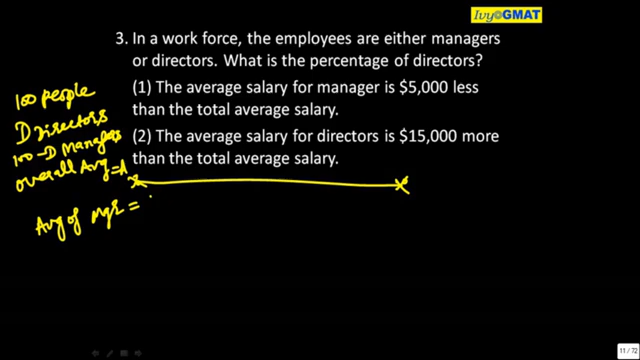 Ivy GMAT
3. In a work force, the employees are either managers
or directors. What is the percentage of directors?
(1) The average salary for manager is $5,000 less
than the total average salary.
(2) The average salary for directors is $15,000 more
than the total average salary.
100 people
D Directors
100-D Managers
overall Avg = A
Avg of Mgr =
11 / 72